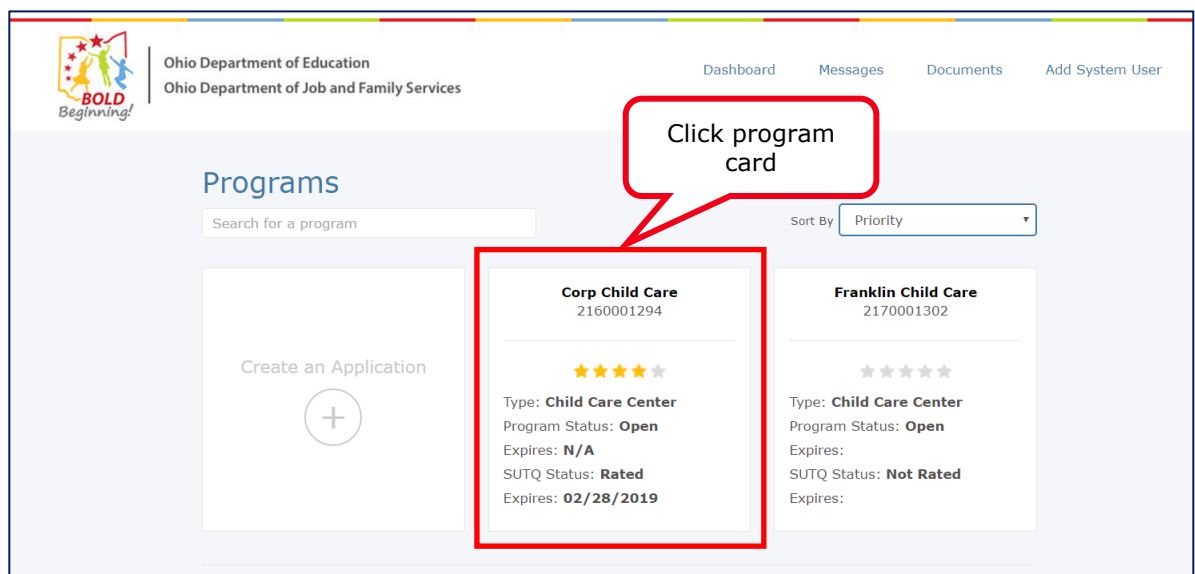 BOLD
Beginning!
Ohio Department of Education
Ohio Department of Job and Family Services
Dashboard Messages Documents Add System User
Click program
card
Programs
Search for a program
Sort By Priority
Create an Application
Corp Child Care
2160001294
Type: Child Care Center
Program Status: Open
Expires: N/A
SUTQ Status: Rated
Expires: 02/28/2019
Franklin Child Care
2170001302
Type: Child Care Center
Program Status: Open
Expires:
SUTQ Status: Not Rated
Expires: